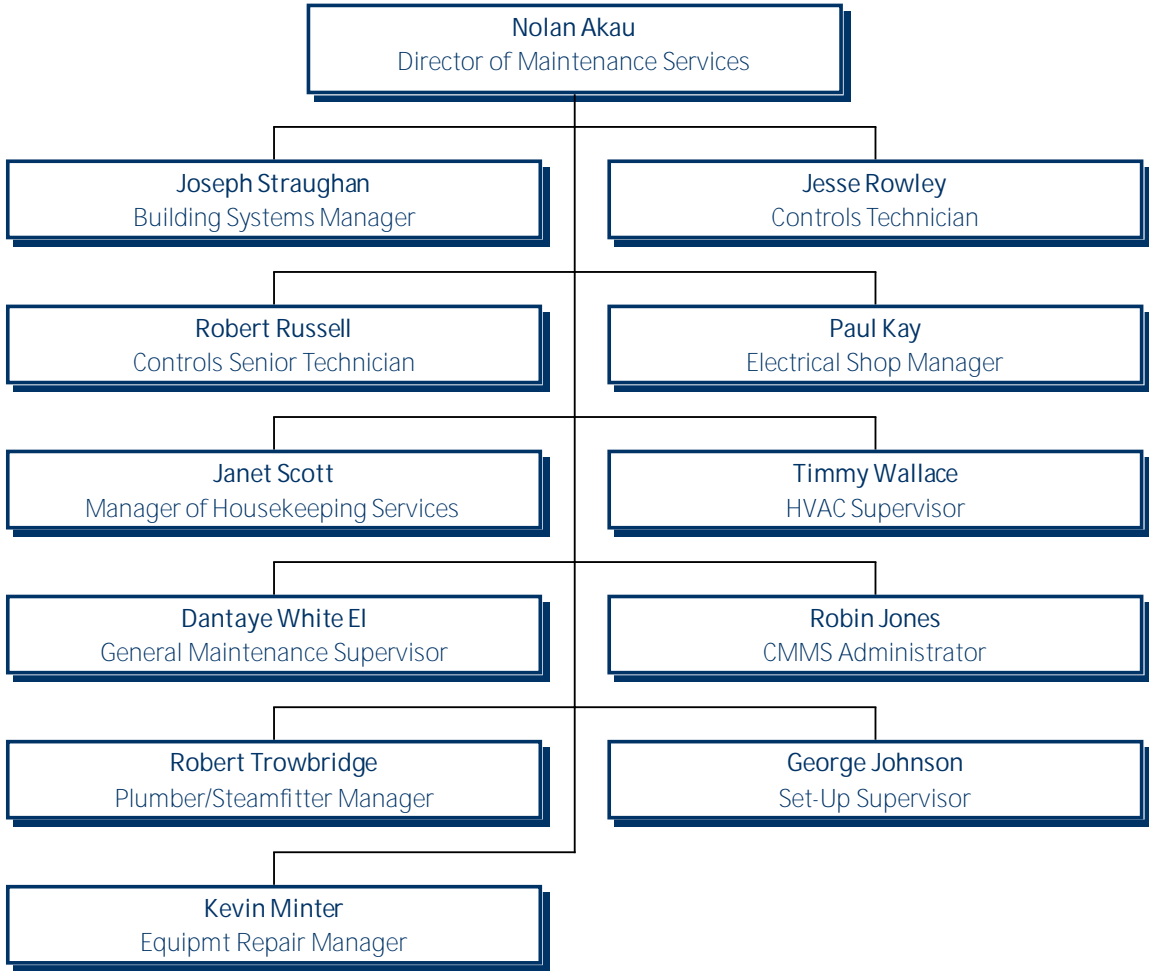 Nolan Akau
Director of Maintenance Services
Joseph Straughan
Building Systems Manager
Jesse Rowley
Controls Technician
Robert Russell
Controls Senior Technician
Paul Kay
Electrical Shop Manager
Janet Scott
Manager of Housekeeping Services
Timmy Wallace
HVAC Supervisor
Dantaye White El
General Maintenance Supervisor
Robin Jones
CMMS Administrator
Robert Trowbridge
Plumber/Steamfitter Manager
George Johnson
Set-Up Supervisor
Kevin Minter
Equipmt Repair Manager